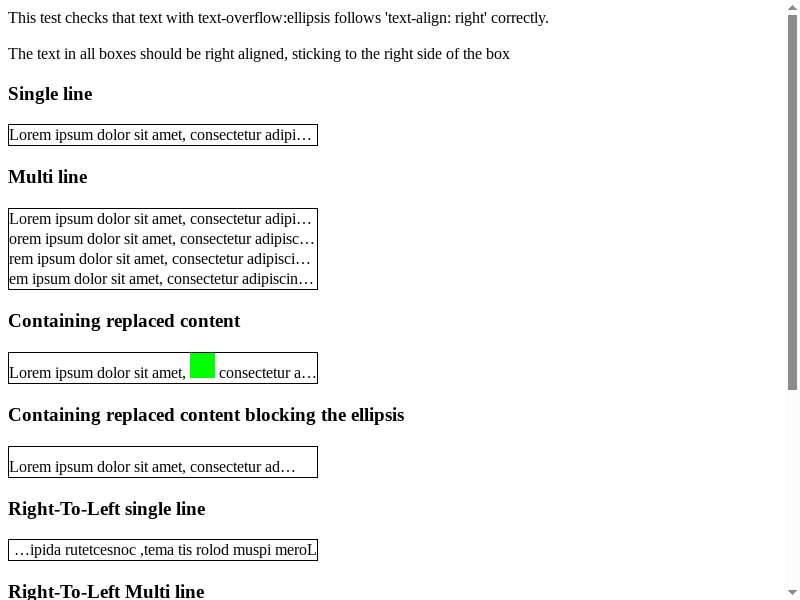 This test checks that text with text-overflow:ellipsis follows 'text-align: right' correctly.
The text in all boxes should be right aligned, sticking to the right side of the box
Single line
Lorem ipsum dolor sit amet, consectetur adipi…
Multi line
Lorem ipsum dolor sit amet, consectetur adipi…
orem ipsum dolor sit amet, consectetur adipisc…
rem ipsum dolor sit amet, consectetur adipisci…
em ipsum dolor sit amet, consectetur adipiscin…
Containing replaced content
Lorem ipsum dolor sit amet, consectetur a…
Containing replaced content blocking the ellipsis
Lorem ipsum dolor sit amet, consectetur ad…
Right-To-Left single line
…ipida rutetcesnoc ,tema tis rolod muspi meroL
Right-To-Left Multi line